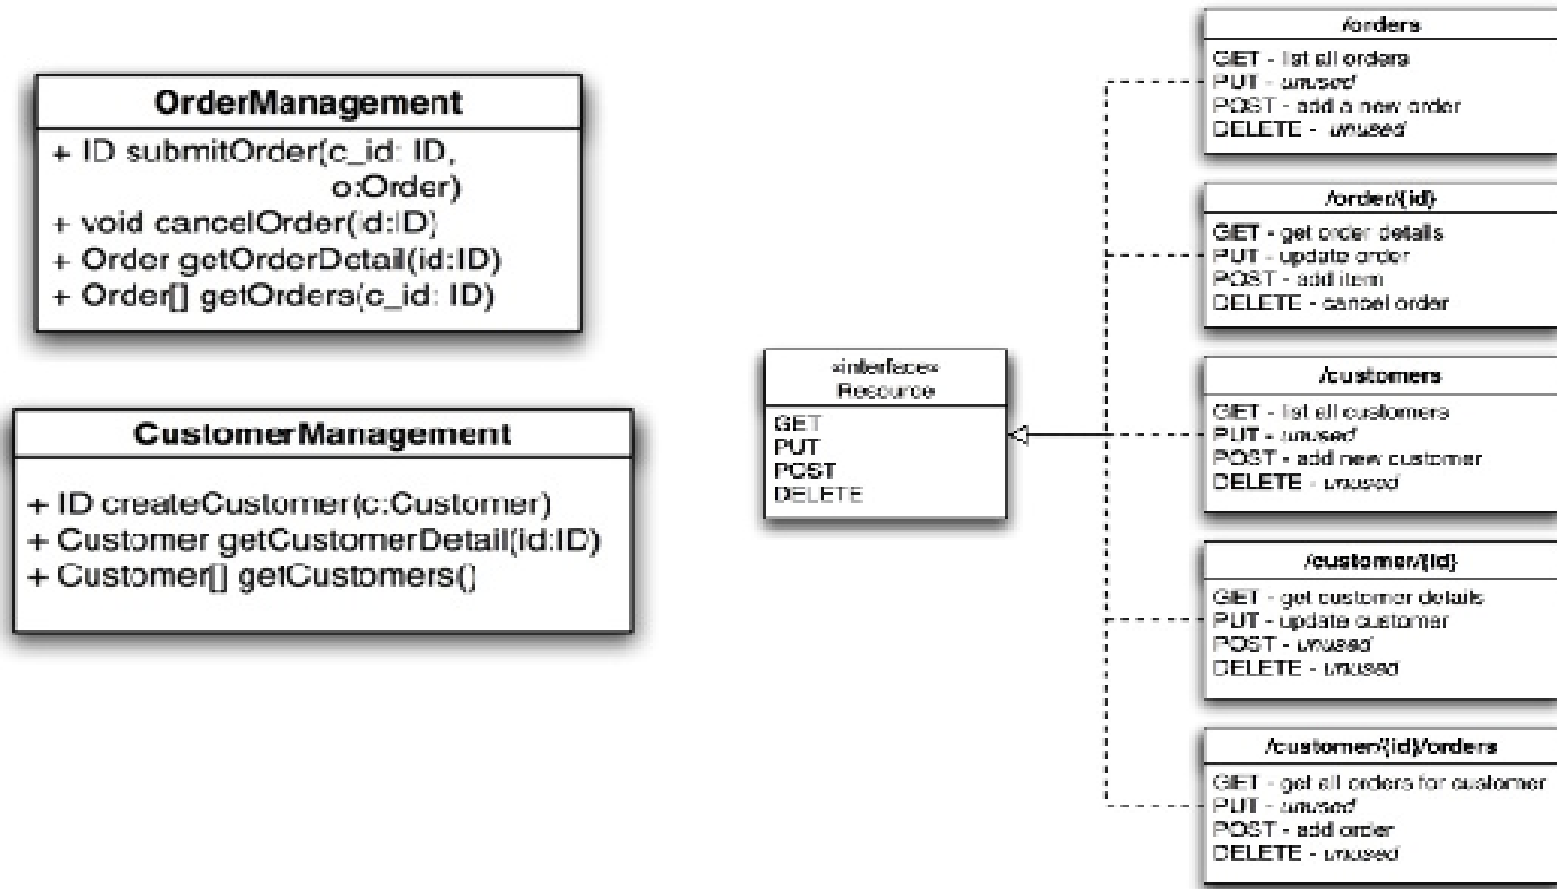 OrderManagement
+ ID submitOrder(c_id: ID,
o:Order)
+ void cancelOrder(id:ID)
+ Order getOrderDetail(id:ID)
+ Order[] getOrders(c_id: ID)
CustomerManagement
+ ID createCustomer(c:Customer)
+ Customer getCustomerDetail(id:ID)
+ Customer[] getCustomers()
«interface»
Resource
GET
PUT
POST
DELETE
/orders
GET - list all orders
PUT - unused
POST - add a new order
DELETE - unused
/order/{id}
GET - get order details
PUT - update order
POST - add item
DELETE - cancel order
/customers
GET - list all customers
PUT - unused
POST - add new customer
DELETE - unused
/customer/{id}
GET - get customer details
PUT - update customer
POST - unused
DELETE - unused
/customer/{id}/orders
GET - get all orders for customer
PUT - unused
POST - add order
DELETE - unused